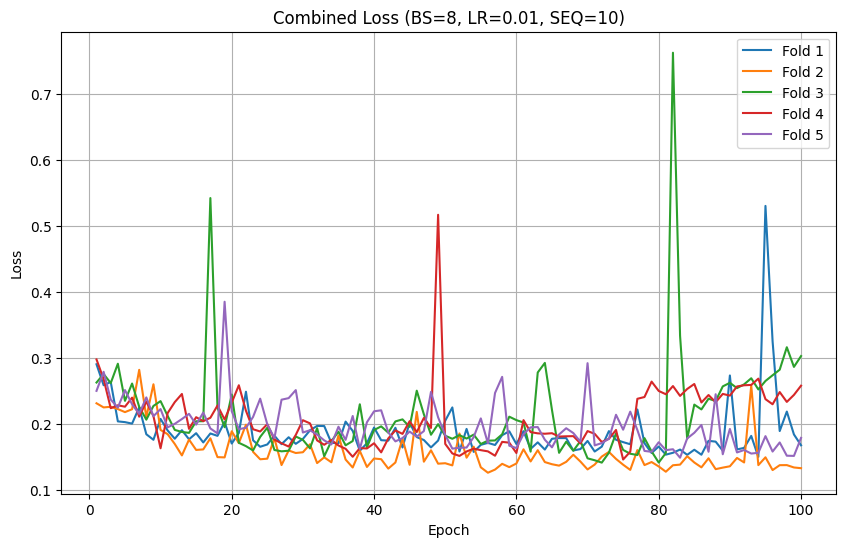 Combined Loss (BS=8, LR=0.01, SEQ=10)
Fold 1
Fold 2
Fold 3
Fold 4
Fold 5
0.7
0.6
0.5
0.4
0.3
0.2
0.1
Loss
0 20 40 60 80 100
Epoch